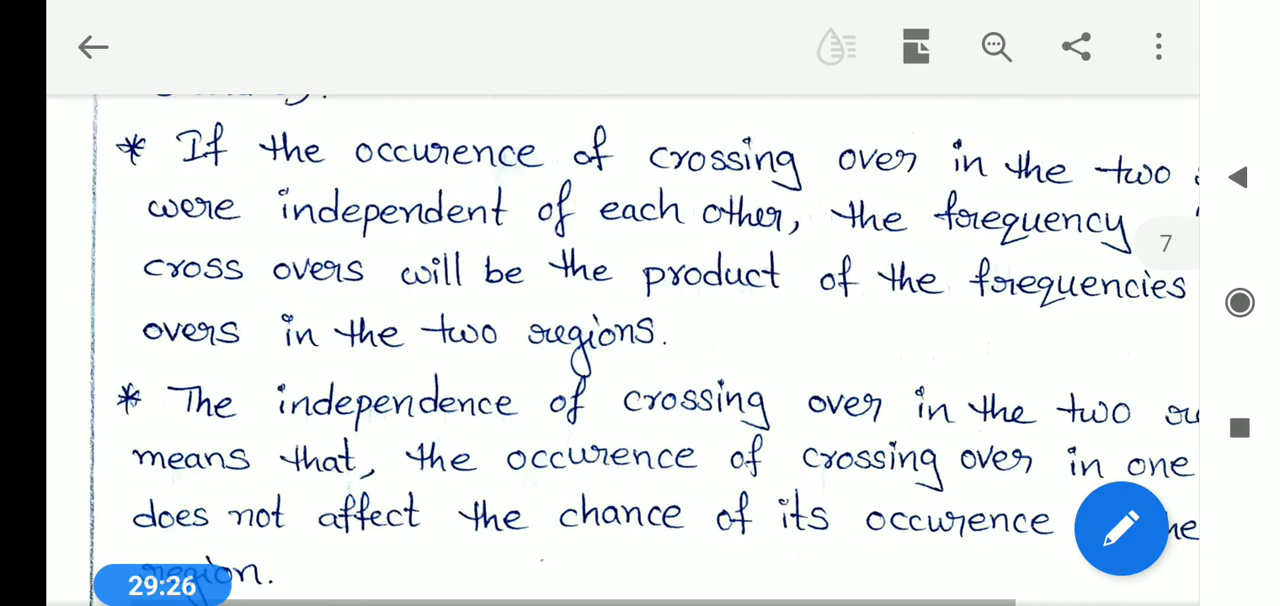 * If the occurence of crossing over in the two
were independent of each other, the frequency
7
cross overs will be the product of the frequencies
overs in the two regions.
* The independence of crossing over in the two
means that, the occurence of crossing over in one
does not affect the chance of its occurence
region.
29:26